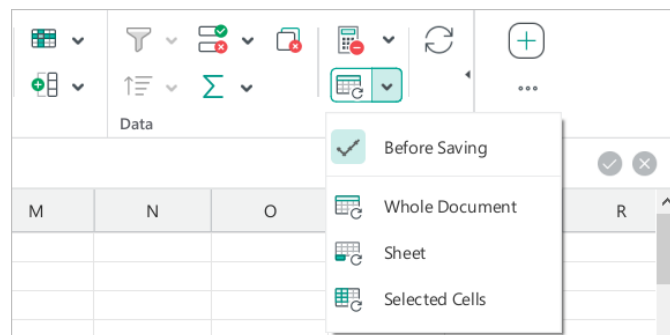 Data
Before Saving
M N O R
Whole Document
Sheet
Selected Cells